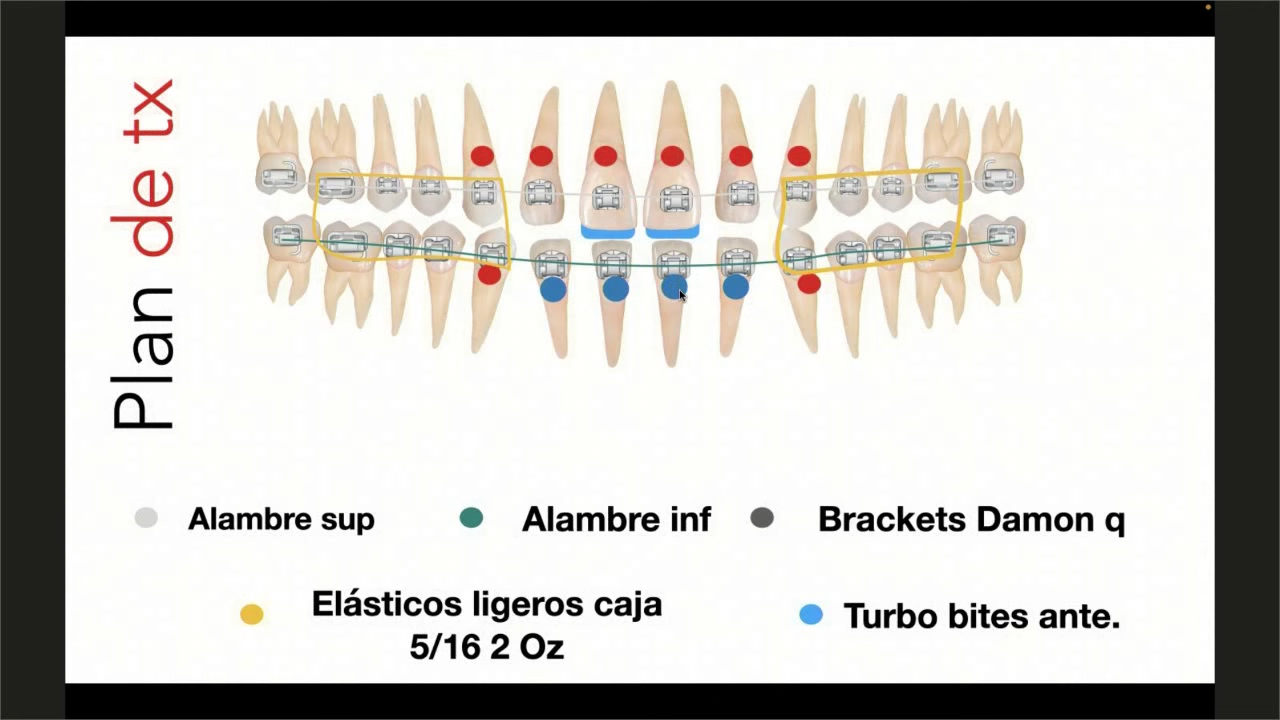 Plan de tx
Alambre sup
Alambre inf
Brackets Damon q
Elásticos ligeros caja
5/16 2 Oz
Turbo bites ante.